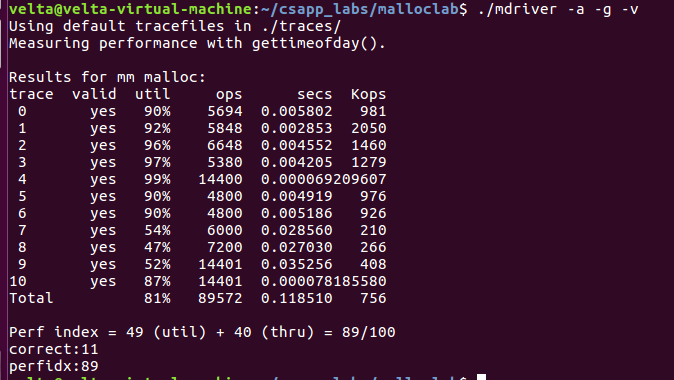 velta@velta-virtual-machine:~/csapp_labs/malloclab$ ./mdriver -a -g -v
Using default tracefiles in ./traces/
Measuring performance with gettimeofday().
Results for mm malloc:
trace valid util ops secs Kops
0 yes 90% 5694 0.005802 981
1 yes 92% 5848 0.002853 2050
2 yes 96% 6648 0.004552 1460
3 yes 97% 5380 0.004205 1279
4 yes 99% 14400 0.000069209607
5 yes 90% 4800 0.004919 976
6 yes 90% 4800 0.005186 926
7 yes 54% 6000 0.028560 210
8 yes 47% 7200 0.027030 266
9 yes 52% 14401 0.035256 408
10 yes 87% 14401 0.000078185580
Total 81% 89572 0.118510 756
Perf index = 49 (util) + 40 (thru) = 89/100
correct:11
perfidx:89